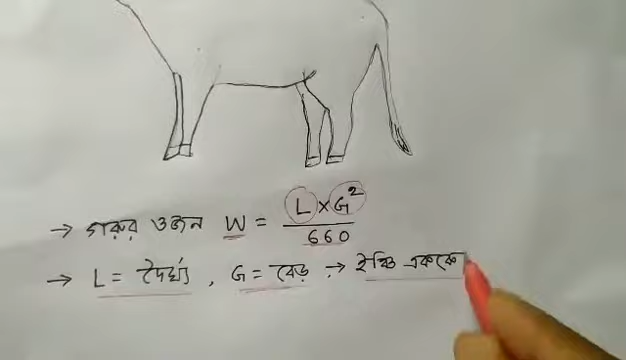 → গরুর ওজন W = L×G² / 660
→ L = দৈর্ঘ্য , G = বেড় → ইঞ্চি এককে